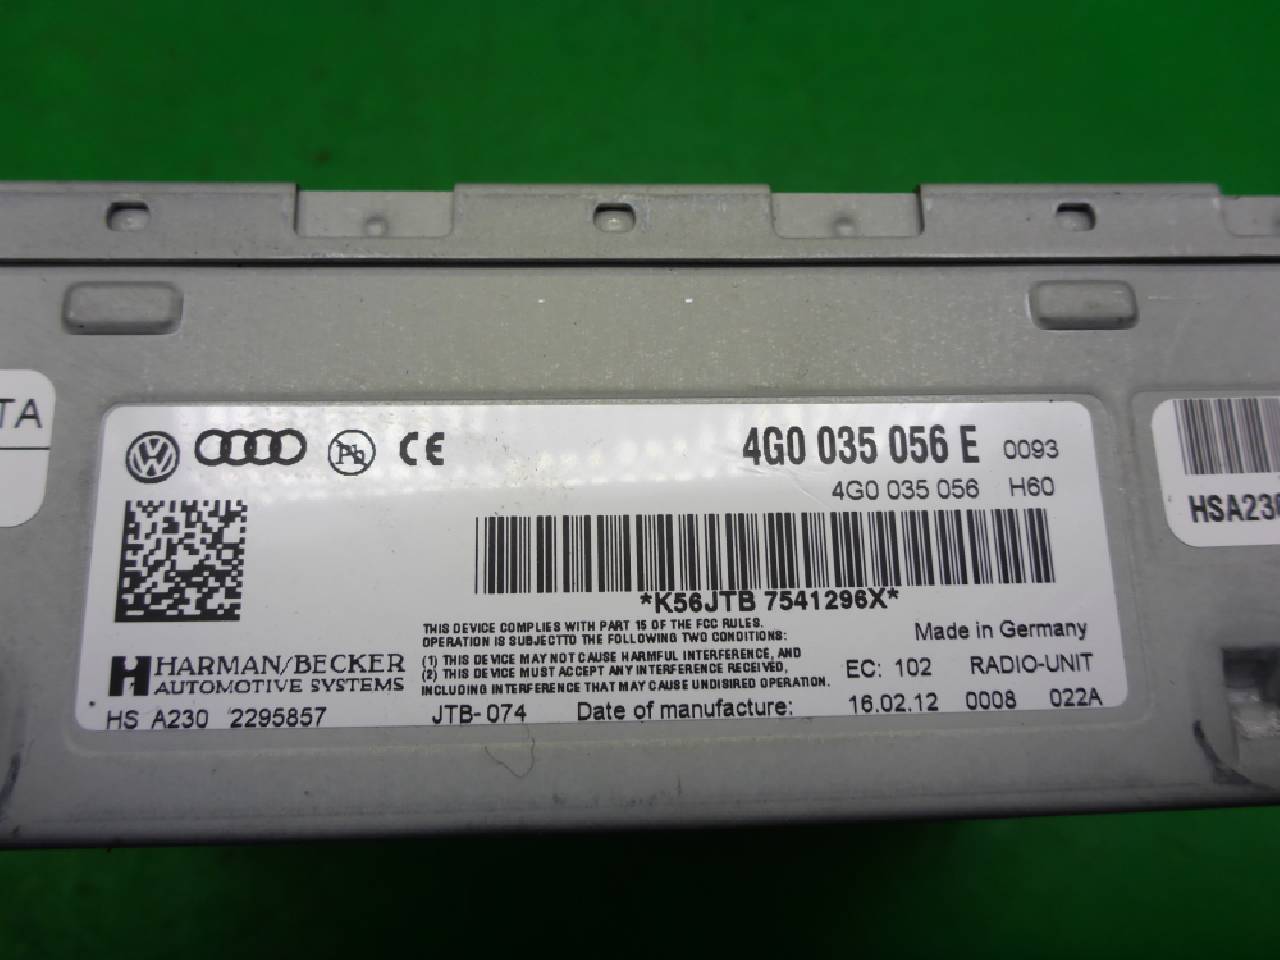 TA
CE
4G0 035 056 E 0093
4G0 035 056 H60
*K56JTB 7541296X*
THIS DEVICE COMPLIES WITH PART 15 OF THE FCC RULES.
OPERATION IS SUBJECTTO THE FOLLOWING TWO CONDITIONS:
(1) THIS DEVICE MAY NOT CAUSE HARMFUL INTERFERENCE, AND
(2) THIS DEVICE MUST ACCEPT ANY INTERFERENCE RECEIVED,
INCLUDING INTERFERENCE THAT MAY CAUSE UNDISIRED OPERATION.
Made in Germany
EC: 102 RADIO-UNIT
HARMAN/BECKER
AUTOMOTIVE SYSTEMS
HS A230 2295857 JTB-074 Date of manufacture: 16.02.12 0008 022A
HSA230